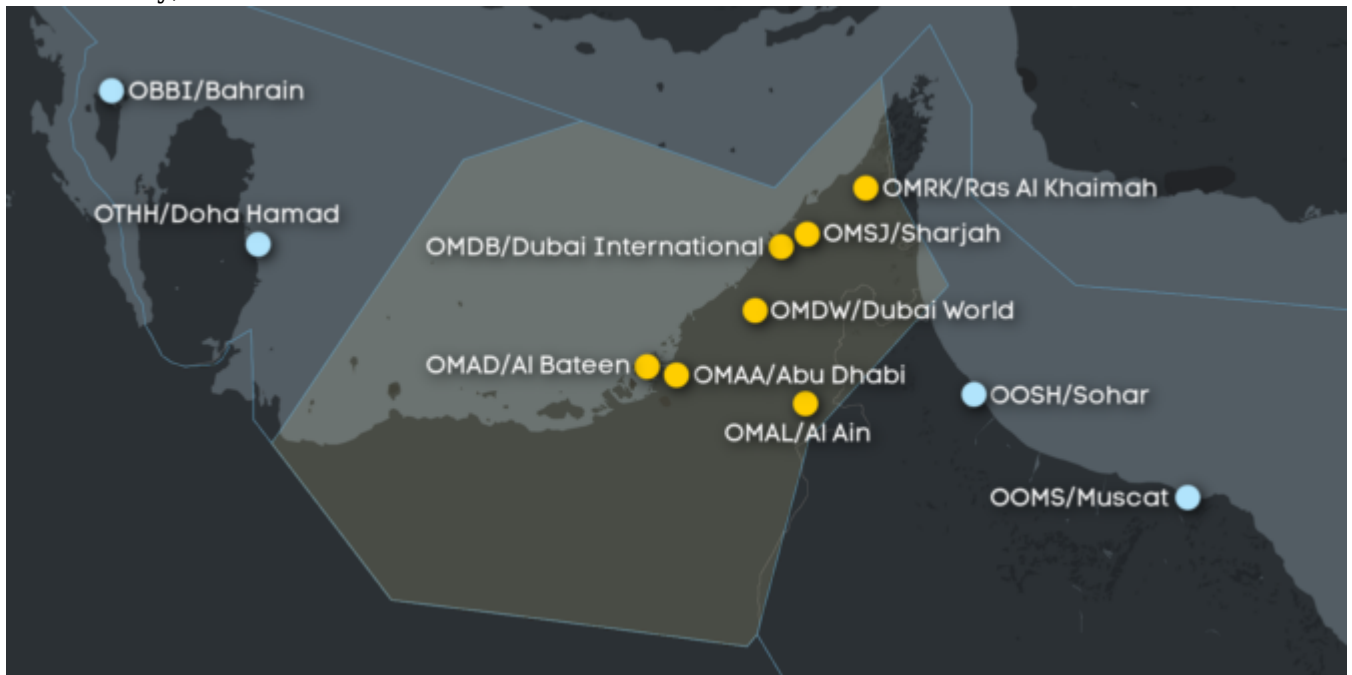 OBBI/Bahrain
OMRK/Ras Al Khaimah
OTHH/Doha Hamad
OMSJ/Sharjah
OMDB/Dubai International
OMDW/Dubai World
OMAD/Al Bateen
OMAA/Abu Dhabi
OOSH/Sohar
OMAL/Al Ain
OOMS/Muscat